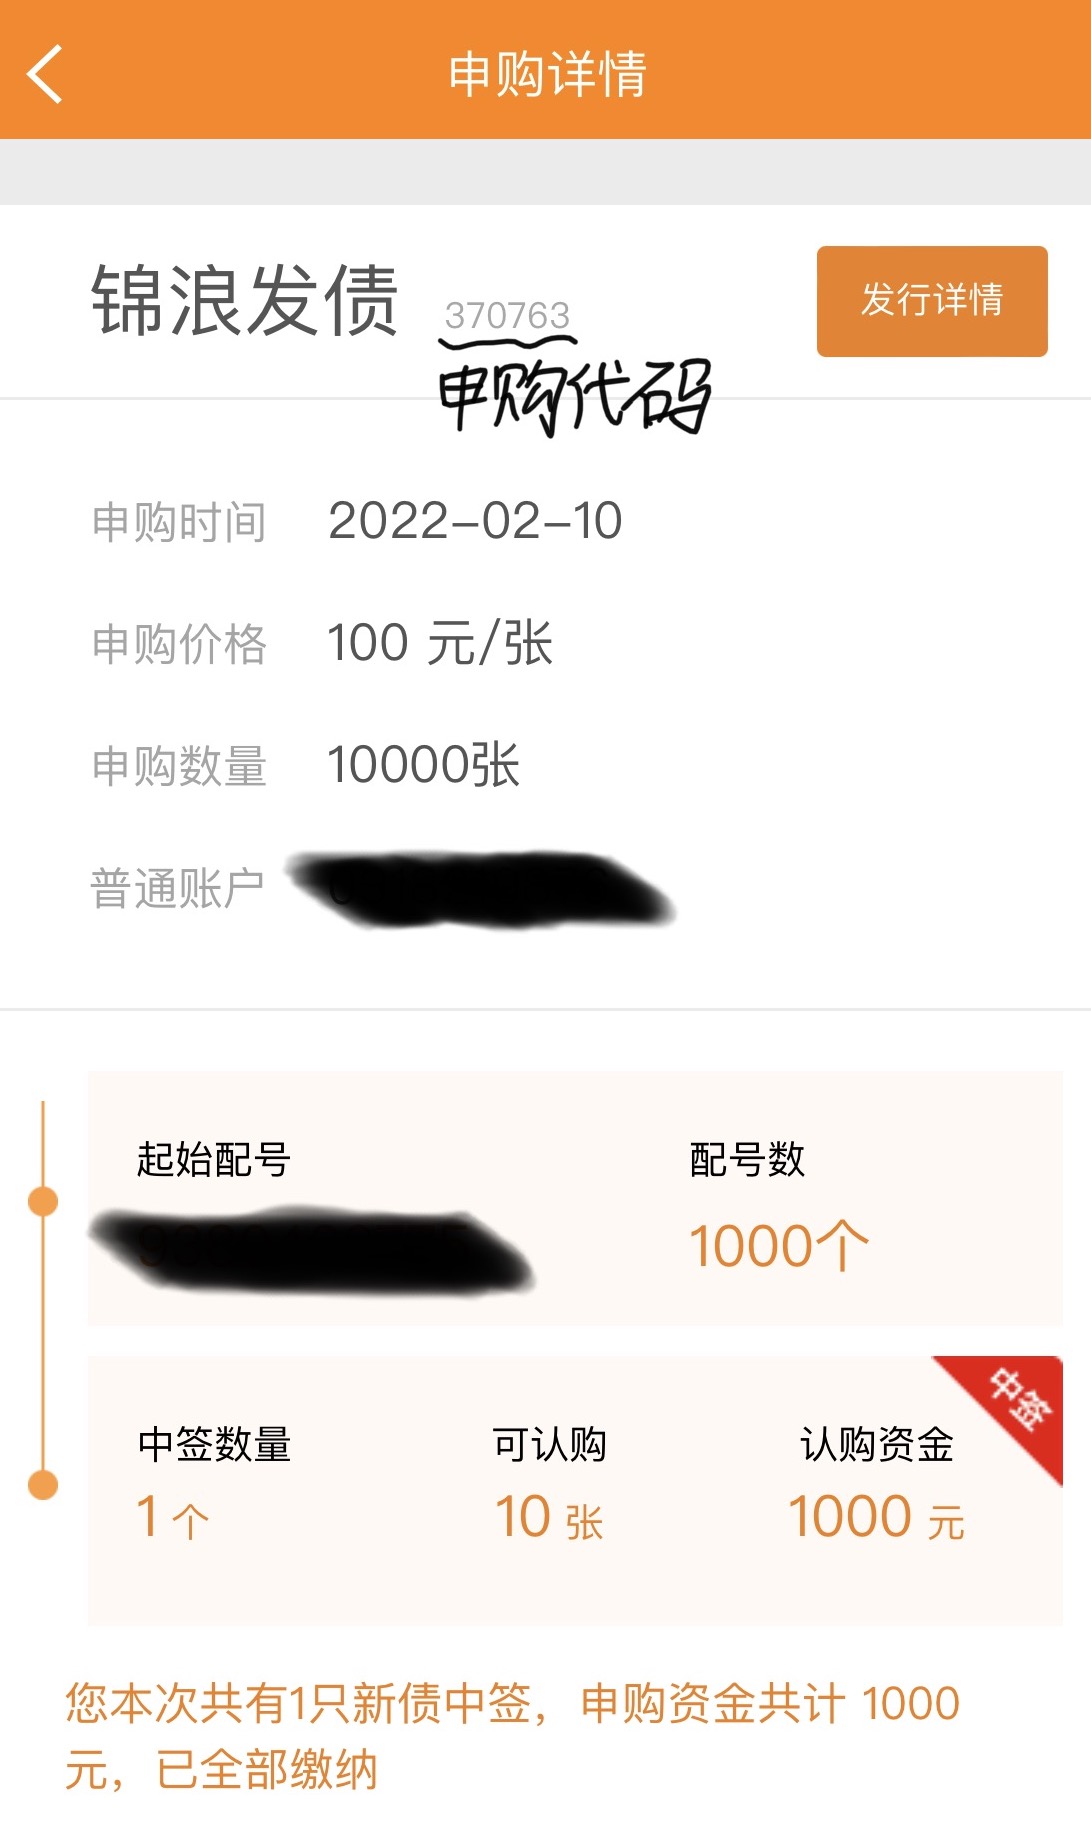 申购详情
锦浪发债 370763 发行详情
申购代码
申购时间 2022-02-10
申购价格 100 元/张
申购数量 10000张
普通账户
起始配号 配号数
1000个
中签
中签数量 可认购 认购资金
1 个 10 张 1000 元
您本次共有1只新债中签，申购资金共计 1000
元，已全部缴纳